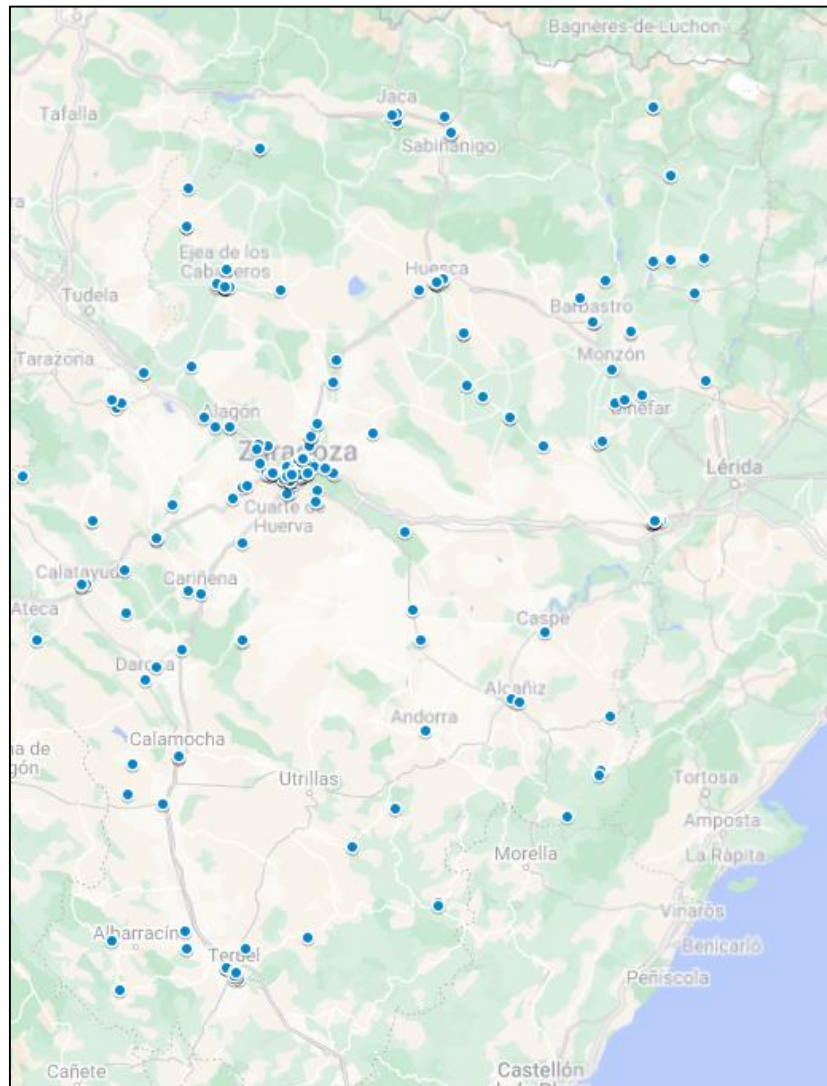 Bagnères-de-Luchon
Tafalla
Jaca
Sabiñánigo
Ejea de los
Caballeros
Huesca
Tudela
Barbastro
Tarazona
Monzón
Alagón
Binéfar
Zaragoza
Lérida
Cuarte de
Huerva
Calatayud
Cariñena
Ateca
Caspe
Daroca
Alcañiz
Andorra
Calamocha
Utrillas
Tortosa
Amposta
Morella
La Ràpita
Vinaròs
Albarracín
Benicarló
Teruel
Peñíscola
Cañete
Castellón